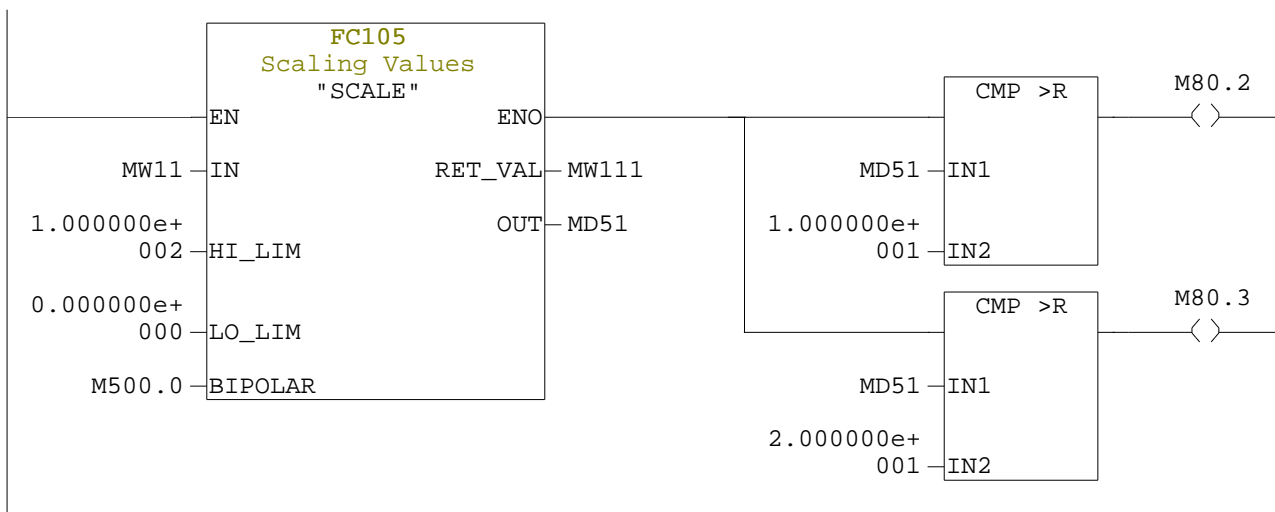 FC105
Scaling Values
"SCALE"
EN ENO
MW11 IN RET_VAL MW111
1.000000e+
002 HI_LIM
OUT MD51
0.000000e+
000 LO_LIM
M500.0 BIPOLAR
CMP >R
M80.2
MD51 IN1
1.000000e+
001 IN2
CMP >R
M80.3
MD51 IN1
2.000000e+
001 IN2